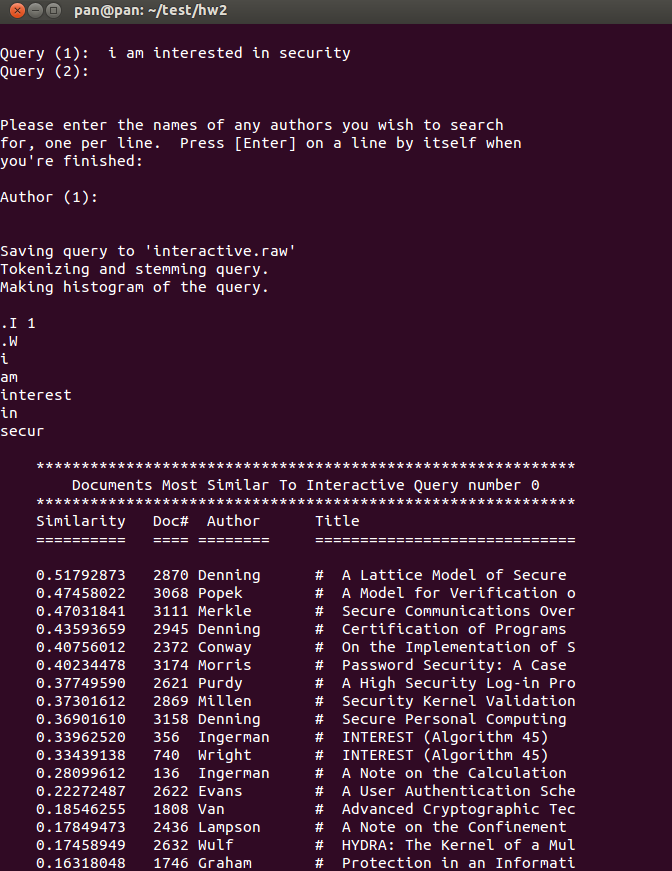 pan@pan: ~/test/hw2
Query (1):  i am interested in security
Query (2):
Please enter the names of any authors you wish to search
for, one per line.  Press [Enter] on a line by itself when
you're finished:
Author (1):
Saving query to 'interactive.raw'
Tokenizing and stemming query.
Making histogram of the query.
.I 1
.W
i
am
interest
in
secur
************************************************************
Documents Most Similar To Interactive Query number 0
************************************************************
Similarity   Doc#  Author      Title
==========   ==== ========     =============================
0.51792873   2870 Denning      #  A Lattice Model of Secure
0.47458022   3068 Popek        #  A Model for Verification o
0.47031841   3111 Merkle       #  Secure Communications Over
0.43593659   2945 Denning      #  Certification of Programs
0.40756012   2372 Conway       #  On the Implementation of S
0.40234478   3174 Morris       #  Password Security: A Case
0.37749590   2621 Purdy        #  A High Security Log-in Pro
0.37301612   2869 Millen       #  Security Kernel Validation
0.36901610   3158 Denning      #  Secure Personal Computing
0.33962520   356  Ingerman     #  INTEREST (Algorithm 45)
0.33439138   740  Wright       #  INTEREST (Algorithm 45)
0.28099612   136  Ingerman     #  A Note on the Calculation
0.22272487   2622 Evans        #  A User Authentication Sche
0.18546255   1808 Van          #  Advanced Cryptographic Tec
0.17849473   2436 Lampson      #  A Note on the Confinement
0.17458949   2632 Wulf         #  HYDRA: The Kernel of a Mul
0.16318048   1746 Graham       #  Protection in an Informati